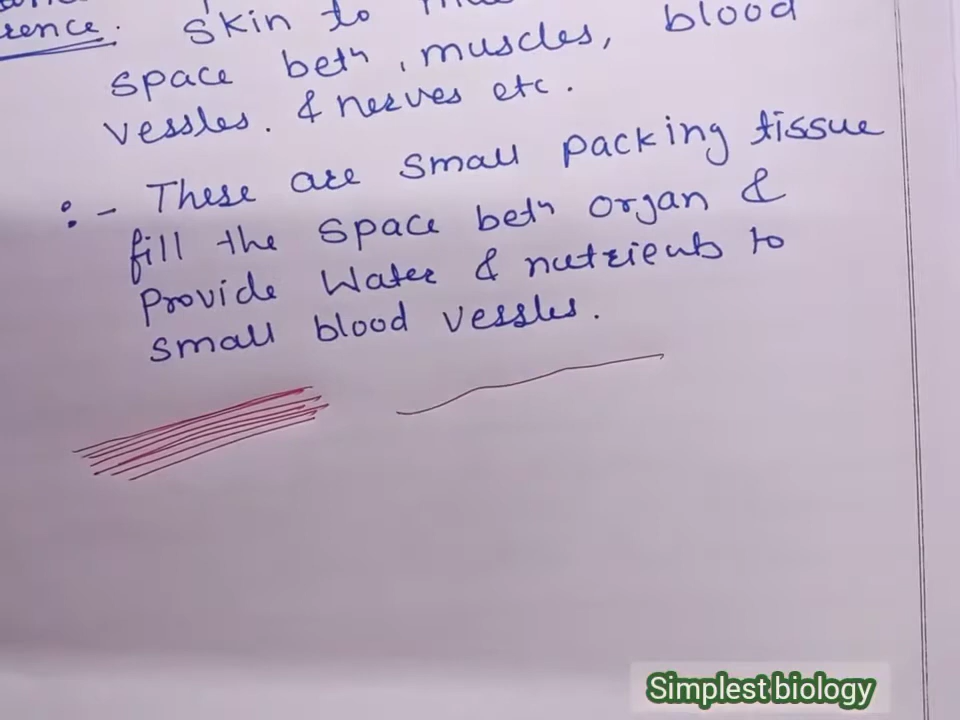 rence. Skin to
space betn, muscles, blood
vessles. & nerves etc.
:- These are small packing tissue
fill the space betn organ &
provide water & nutrients to
small blood vessles.
Simplest biology